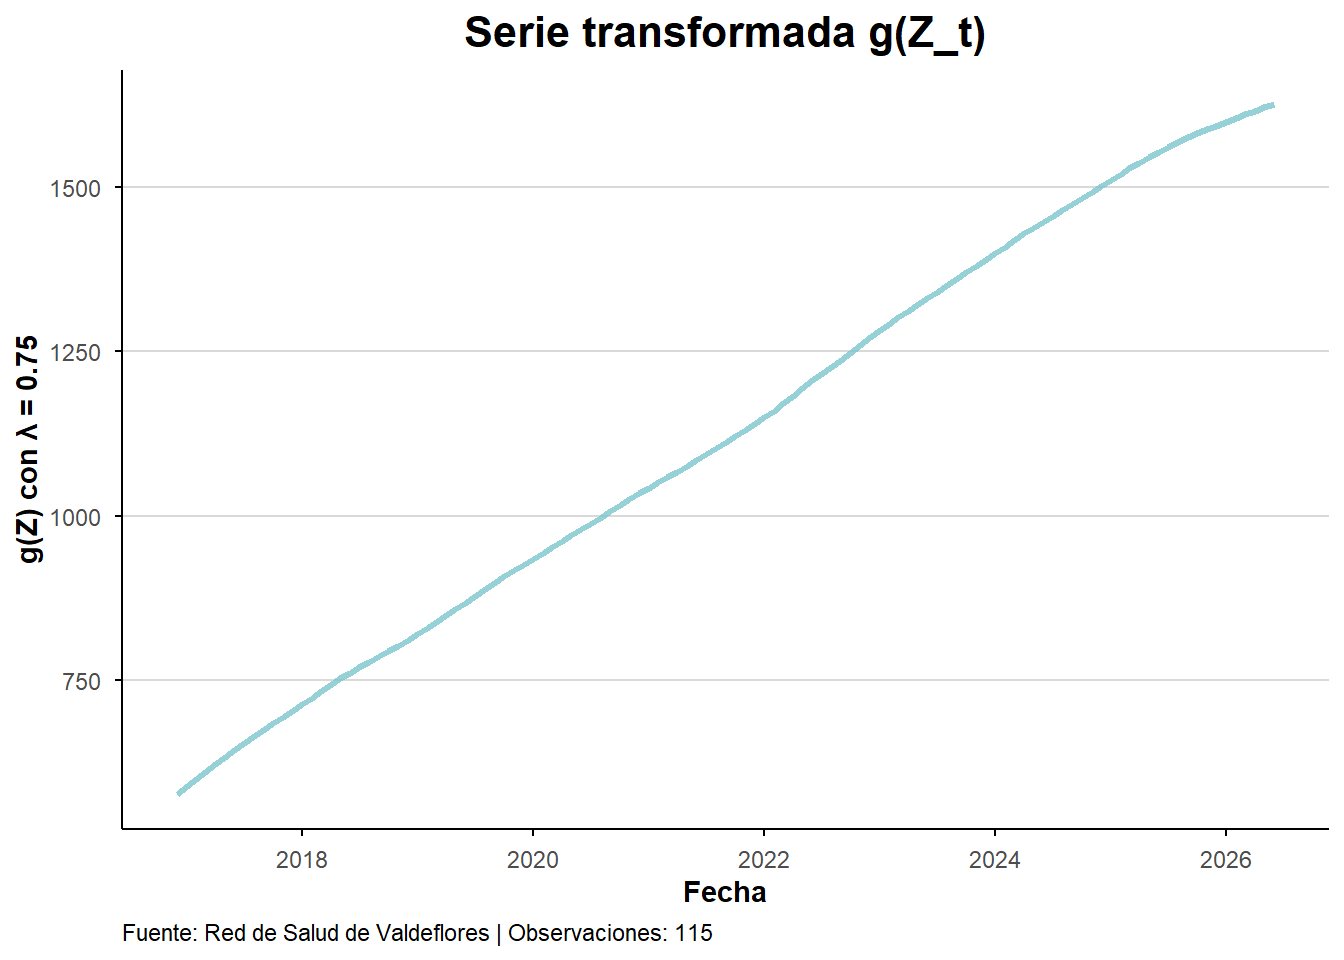 Serie transformada g(Z_t)
g(Z) con λ = 0.75
1500
1250
1000
750
2018 2020 2022 2024 2026
Fecha
Fuente: Red de Salud de Valdeflores | Observaciones: 115